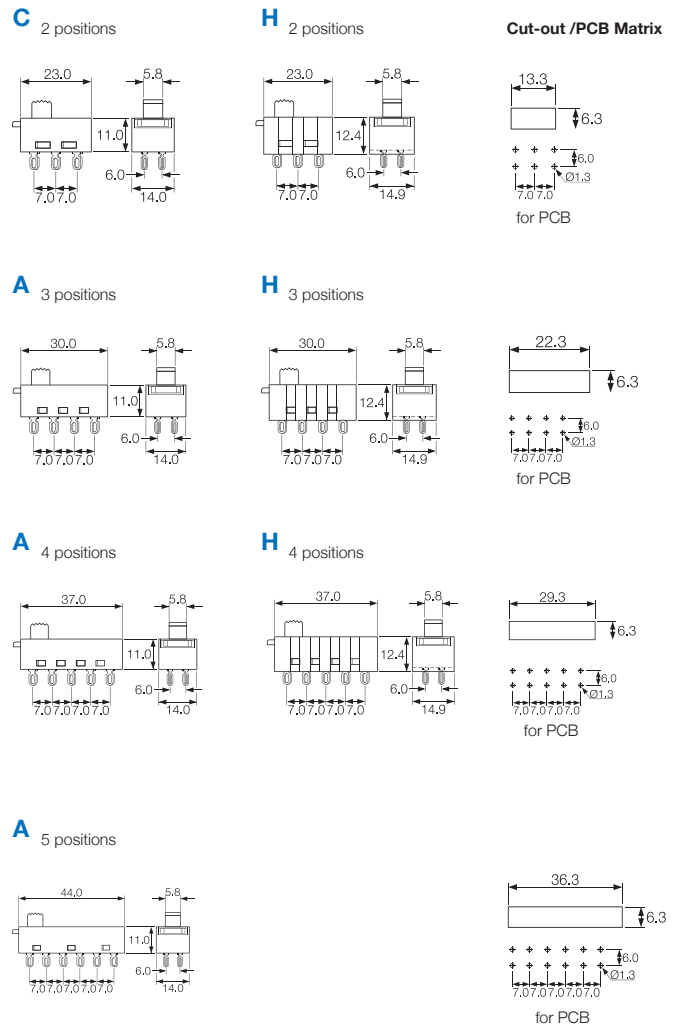 C 2 positions
H 2 positions
Cut-out /PCB Matrix
23.0 5.8
11.0
6.0
7.0 7.0 14.0
23.0 5.8
12.4
6.0
7.0 7.0 14.9
13.3
6.3
6.0
Ø1.3
7.0 7.0
for PCB
A 3 positions
H 3 positions
30.0 5.8
11.0
6.0
7.0 7.0 7.0 14.0
30.0 5.8
12.4
6.0
7.0 7.0 7.0 14.9
22.3
6.3
6.0
Ø1.3
7.0 7.0 7.0
for PCB
A 4 positions
H 4 positions
37.0 5.8
11.0
6.0
7.0 7.0 7.0 7.0 14.0
37.0 5.8
12.4
6.0
7.0 7.0 7.0 7.0 14.9
29.3
6.3
6.0
Ø1.3
7.0 7.0 7.0 7.0
for PCB
A 5 positions
44.0 5.8
11.0
6.0
7.0 7.0 7.0 7.0 7.0 14.0
36.3
6.3
6.0
Ø1.3
7.0 7.0 7.0 7.0 7.0
for PCB